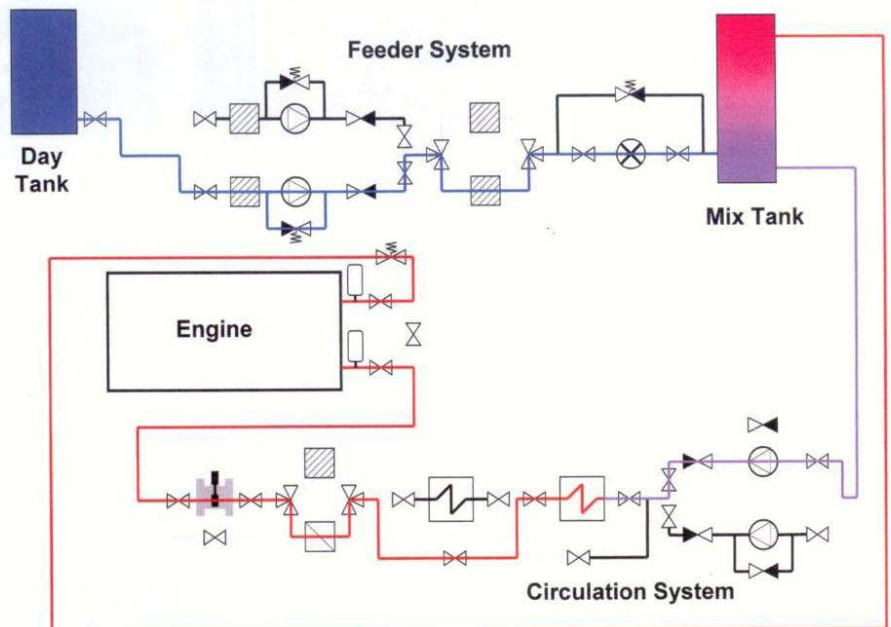 Feeder System
Day
Tank
Mix Tank
Engine
Circulation System